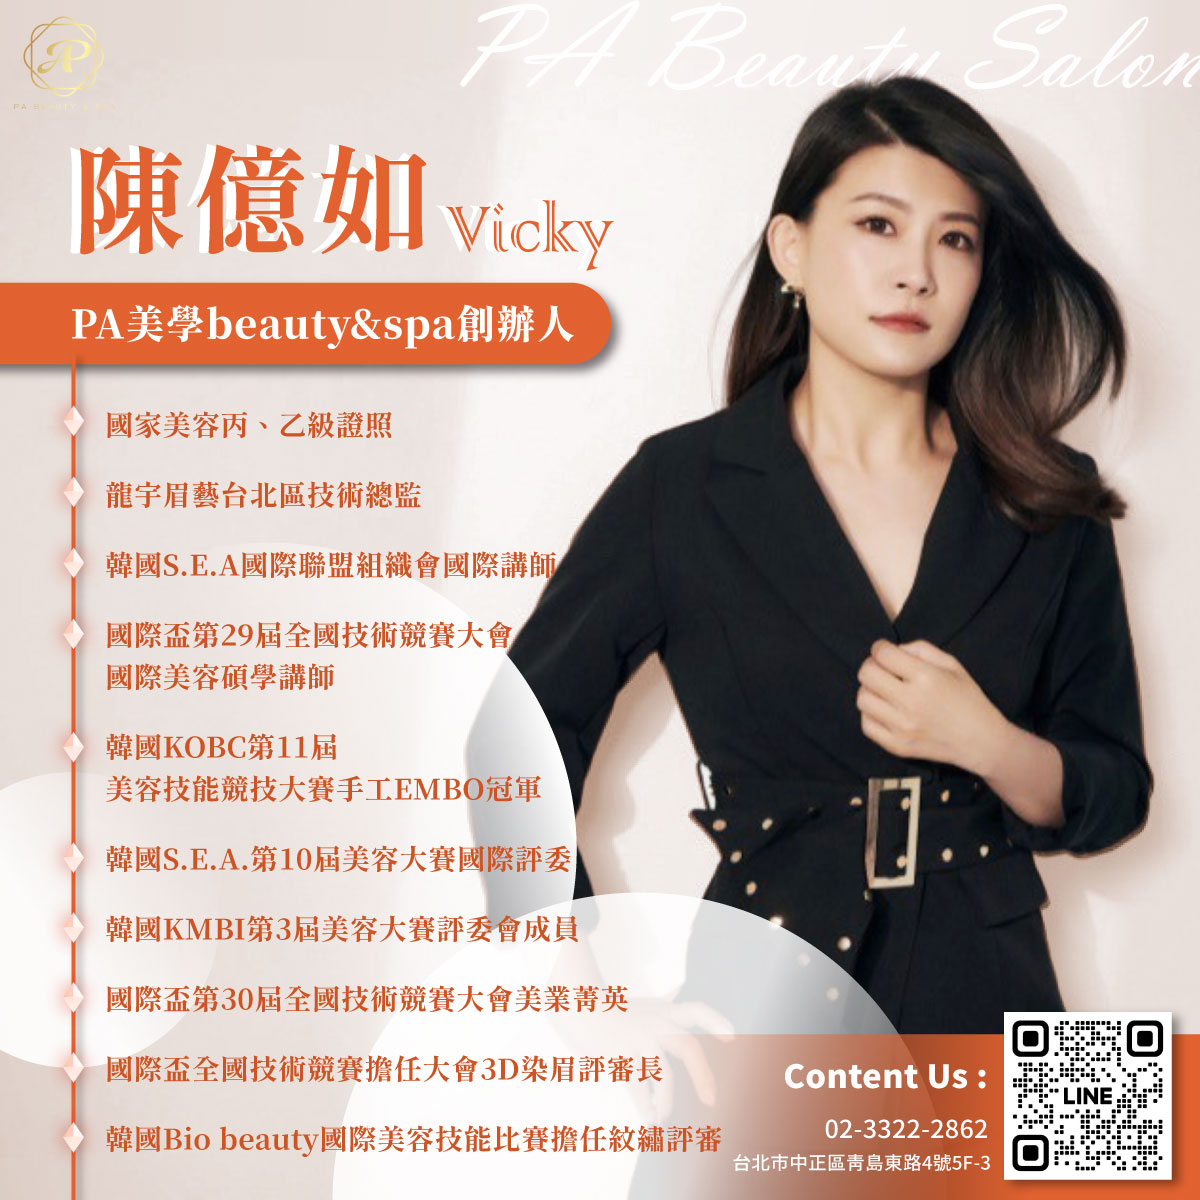 PA Beauty Salon
PA BEAUTY & SPA
陳億如 Vicky
PA美學beauty&spa創辦人
國家美容丙、乙級證照
龍宇眉藝台北區技術總監
韓國S.E.A國際聯盟組織會國際講師
國際盃第29屆全國技術競賽大會
國際美容碩學講師
韓國KOBC第11屆
美容技能競技大賽手工EMBO冠軍
韓國S.E.A.第10屆美容大賽國際評委
韓國KMBI第3屆美容大賽評委會成員
國際盃第30屆全國技術競賽大會美業菁英
國際盃全國技術競賽擔任大會3D染眉評審長
韓國Bio beauty國際美容技能比賽擔任紋繡評審
Content Us :
02-3322-2862
台北市中正區青島東路4號5F-3
LINE